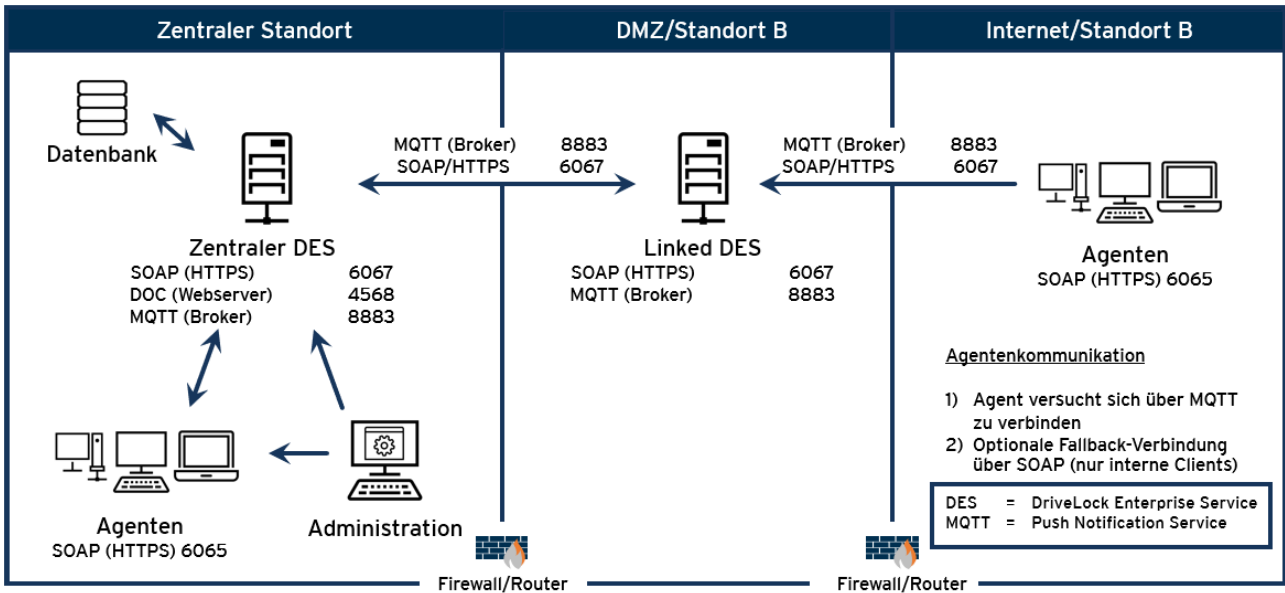 Zentraler Standort
DMZ/Standort B
Internet/Standort B
Datenbank
MQTT (Broker) 8883
SOAP/HTTPS 6067
MQTT (Broker) 8883
SOAP/HTTPS 6067
Zentraler DES
SOAP (HTTPS) 6067
DOC (Webserver) 4568
MQTT (Broker) 8883
Linked DES
SOAP (HTTPS) 6067
MQTT (Broker) 8883
Agenten
SOAP (HTTPS) 6065
Agentenkommunikation
1) Agent versucht sich über MQTT
zu verbinden
2) Optionale Fallback-Verbindung
über SOAP (nur interne Clients)
DES = DriveLock Enterprise Service
MQTT = Push Notification Service
Agenten
SOAP (HTTPS) 6065
Administration
Firewall/Router
Firewall/Router